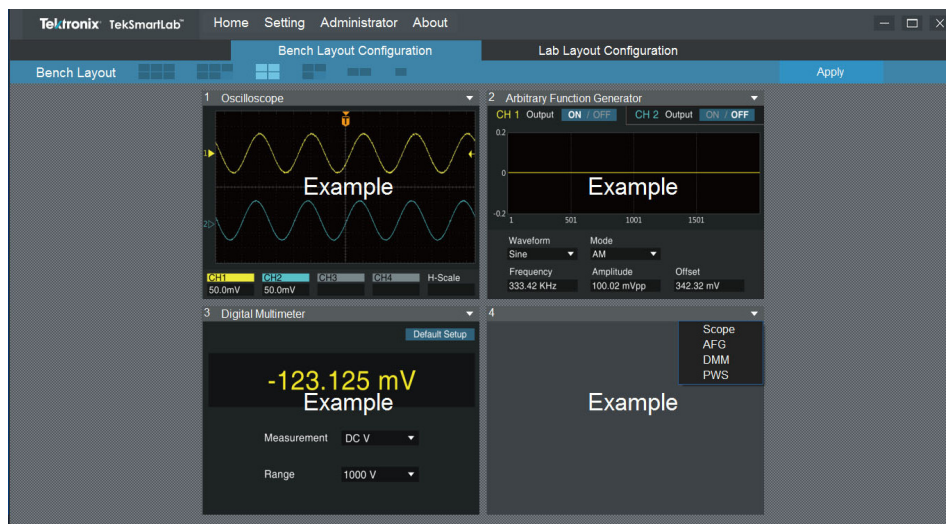 Tektronix TekSmartLab™ Home Setting Administrator About
Bench Layout Configuration Lab Layout Configuration
Bench Layout Apply
1 Oscilloscope
T
1
2
Example
CH1 CH2 CH3 CH4 H-Scale
50.0mV 50.0mV
2 Arbitrary Function Generator
CH 1 Output ON / OFF CH 2 Output ON / OFF
0.2
0
-0.2
1 501 1001 1501
Example
Waveform Mode
Sine AM
Frequency Amplitude Offset
333.42 KHz 100.02 mVpp 342.32 mV
3 Digital Multimeter
Default Setup
-123.125 mV
Example
Measurement DC V
Range 1000 V
4
Scope
AFG
DMM
PWS
Example